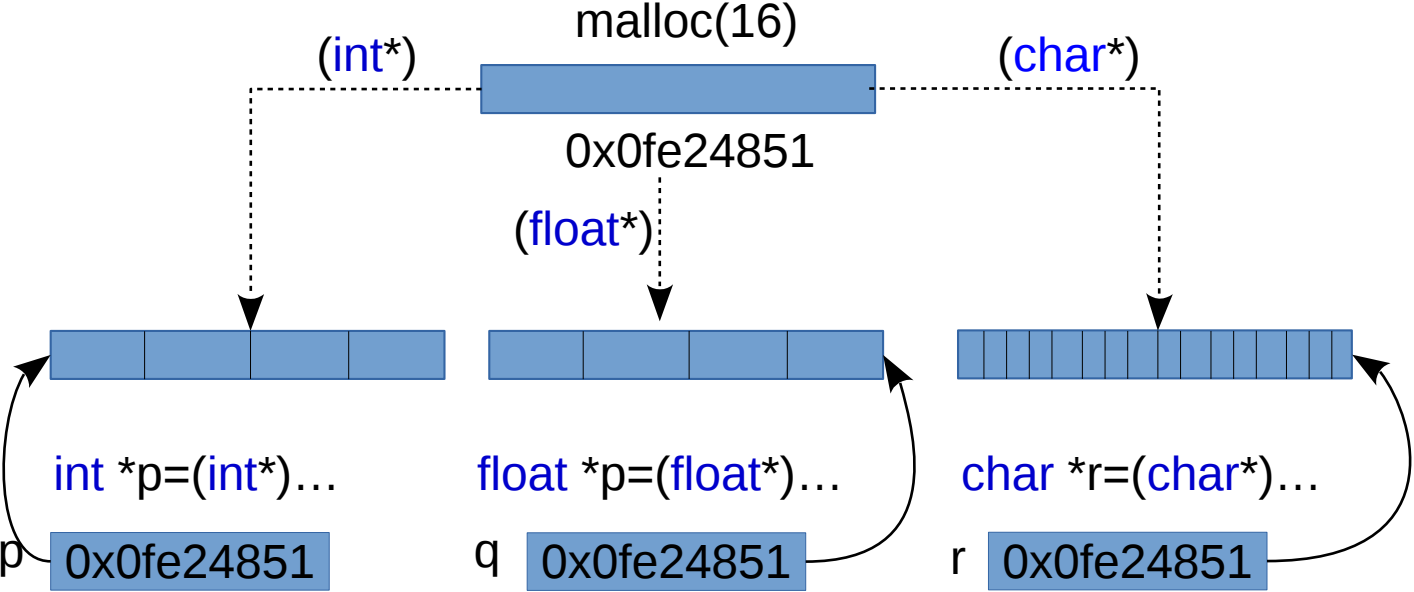 malloc(16)
(int*)
(char*)
0x0fe24851
(float*)
int *p=(int*)…
float *p=(float*)…
char *r=(char*)…
p
0x0fe24851
q
0x0fe24851
r
0x0fe24851